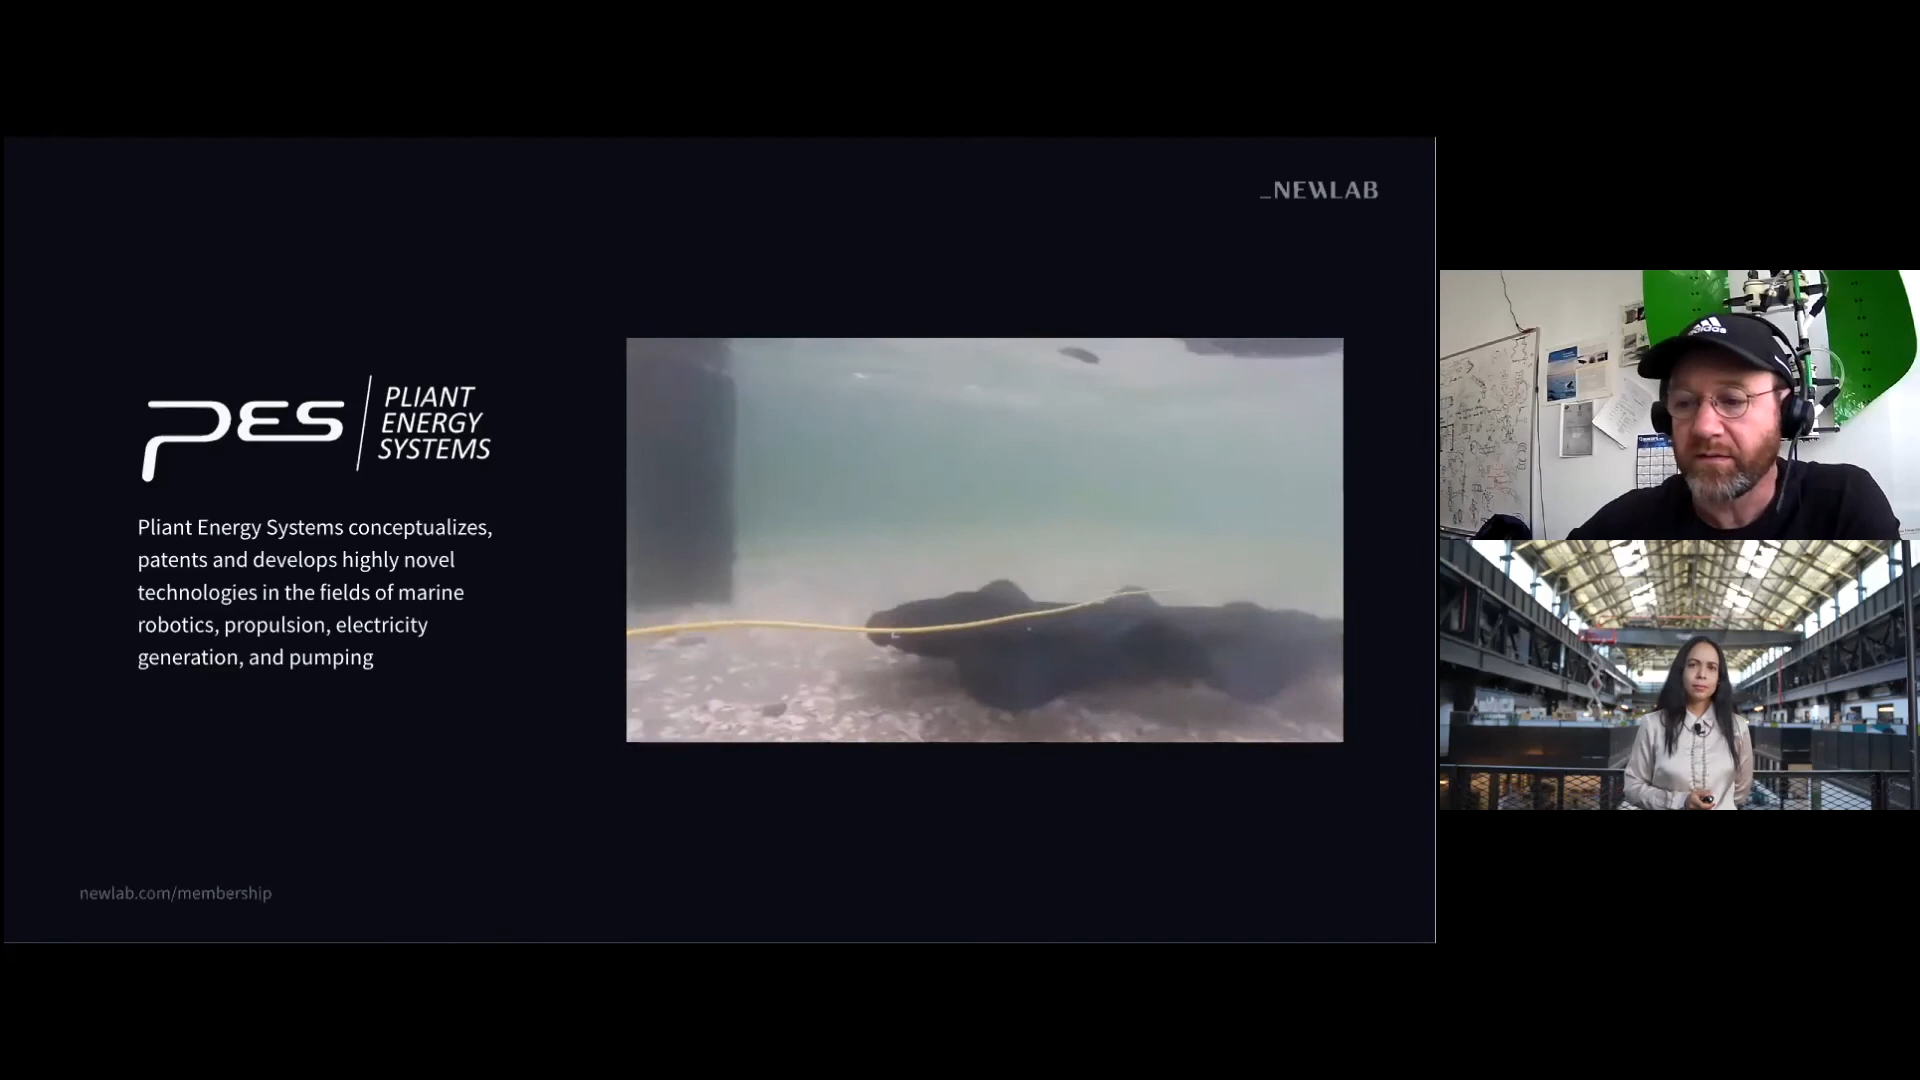 _NEWLAB
PES
PLIANT
ENERGY
SYSTEMS
Pliant Energy Systems conceptualizes,
patents and develops highly novel
technologies in the fields of marine
robotics, propulsion, electricity
generation, and pumping
newlab.com/membership
adidas